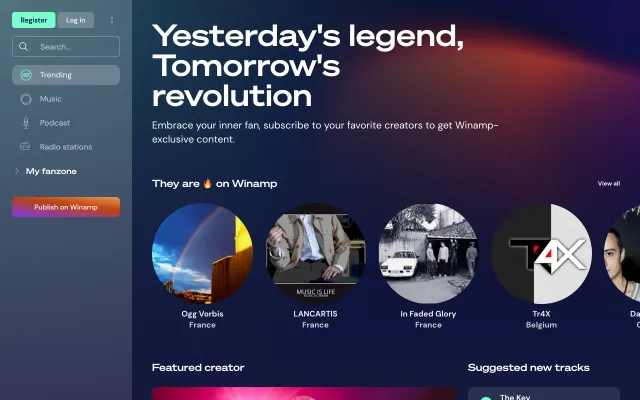 Register
Log in
Search...
HOT
Trending
Music
Podcast
Radio stations
My fanzone
Publish on Winamp
Yesterday's legend,
Tomorrow's
revolution
Embrace your inner fan, subscribe to your favorite creators to get Winamp-
exclusive content.
They are 🔥 on Winamp
View all
MUSIC IS LIFE
TR4X
Ogg Vorbis
France
LANCARTIS
France
In Faded Glory
France
Tr4X
Belgium
Da
Featured creator
Suggested new tracks
The Key